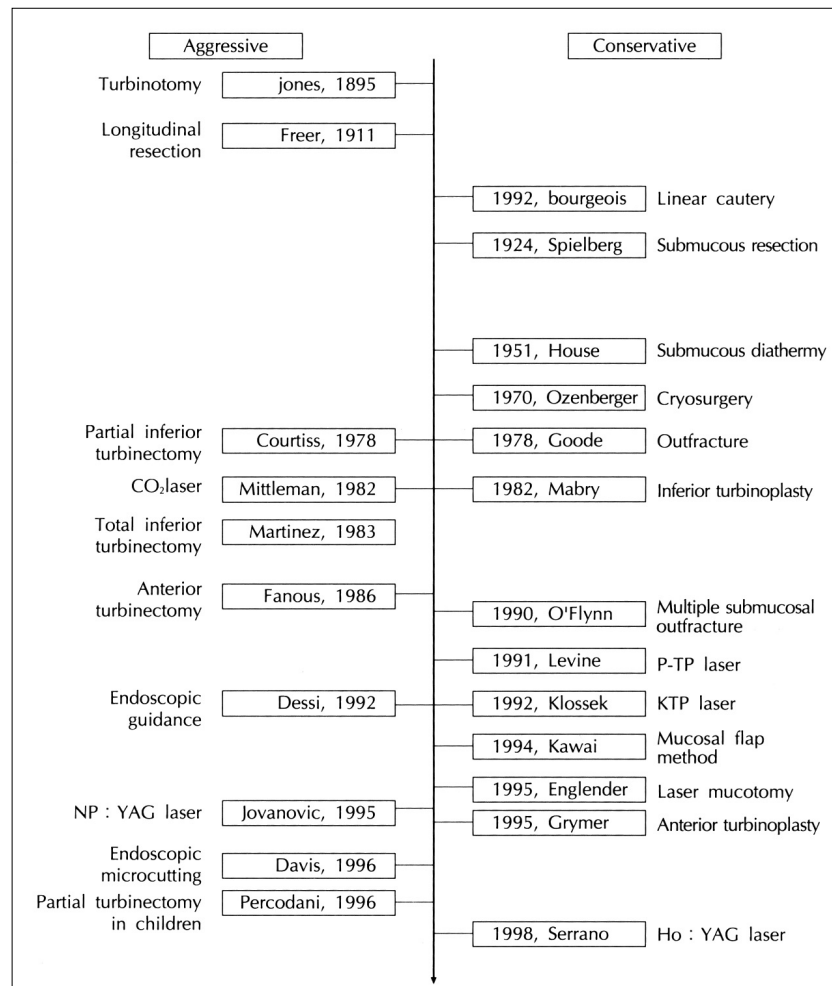 Aggressive
Conservative
Turbinotomy
jones, 1895
Longitudinal
resection
Freer, 1911
1992, bourgeois
Linear cautery
1924, Spielberg
Submucous resection
1951, House
Submucous diathermy
1970, Ozenberger
Cryosurgery
Partial inferior
turbinectomy
Courtiss, 1978
1978, Goode
Outfracture
CO₂laser
Mittleman, 1982
1982, Mabry
Inferior turbinoplasty
Total inferior
turbinectomy
Martinez, 1983
Anterior
turbinectomy
Fanous, 1986
1990, O'Flynn
Multiple submucosal
outfracture
1991, Levine
P-TP laser
Endoscopic
guidance
Dessi, 1992
1992, Klossek
KTP laser
1994, Kawai
Mucosal flap
method
1995, Englender
Laser mucotomy
NP : YAG laser
Jovanovic, 1995
1995, Grymer
Anterior turbinoplasty
Endoscopic
microcutting
Davis, 1996
Partial turbinectomy
in children
Percodani, 1996
1998, Serrano
Ho : YAG laser